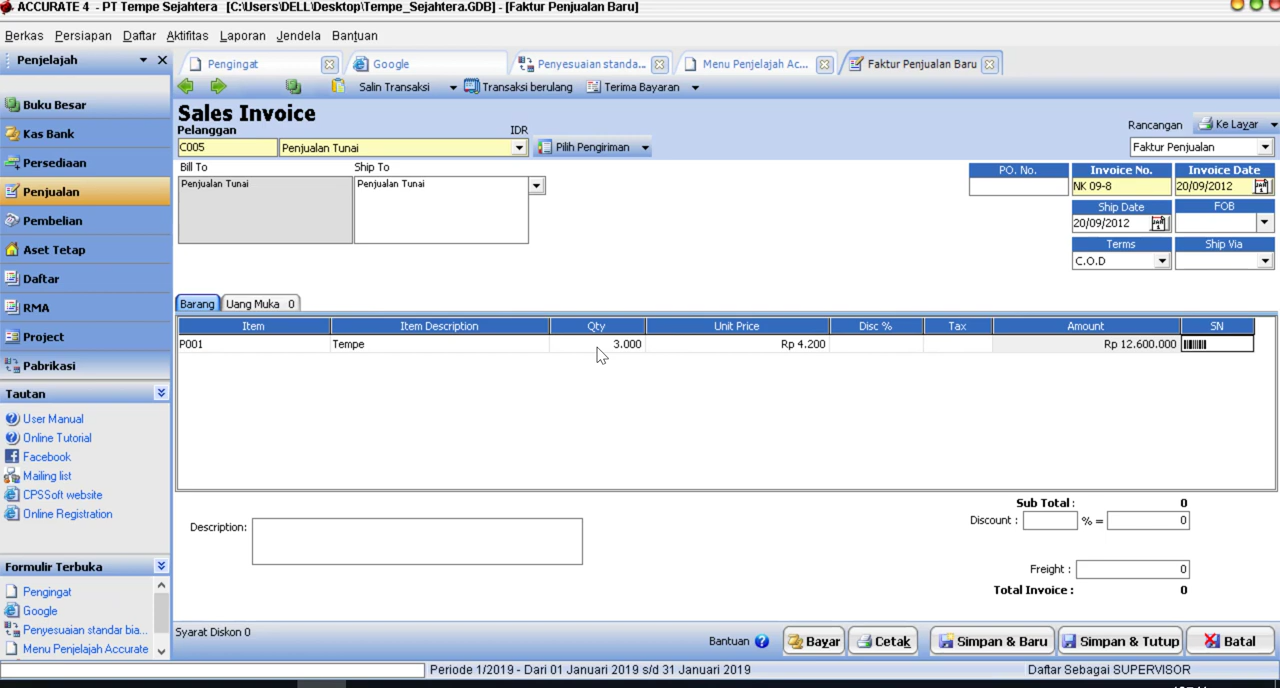 ACCURATE 4 - PT Tempe Sejahtera [C:\Users\DELL\Desktop\Tempe_Sejahtera.GDB] - [Faktur Penjualan Baru]
Berkas Persiapan Daftar Aktifitas Laporan Jendela Bantuan
Penjelajah
Pengingat
Google
Penyesuaian standa...
Menu Penjelajah Ac...
Faktur Penjualan Baru
Salin Transaksi
Transaksi berulang
Terima Bayaran
Buku Besar
Kas Bank
Persediaan
Penjualan
Pembelian
Aset Tetap
Daftar
RMA
Project
Pabrikasi
Tautan
User Manual
Online Tutorial
Facebook
Mailing list
CPSSoft website
Online Registration
Formulir Terbuka
Pengingat
Google
Penyesuaian standar bia...
Menu Penjelajah Accurate
Sales Invoice
Pelanggan IDR
C005 Penjualan Tunai
Pilih Pengiriman
Rancangan Ke Layar
Faktur Penjualan
Bill To Ship To
Penjualan Tunai Penjualan Tunai
PO. No. Invoice No. Invoice Date
NK 09-8 20/09/2012
Ship Date FOB
20/09/2012
Terms Ship Via
C.O.D
Barang Uang Muka 0
Item Item Description Qty Unit Price Disc % Tax Amount SN
P001 Tempe 3.000 Rp 4.200 Rp 12.600.000
Sub Total : 0
Discount : % = 0
Description:
Freight : 0
Total Invoice : 0
Syarat Diskon 0
Bantuan Bayar Cetak Simpan & Baru Simpan & Tutup Batal
Periode 1/2019 - Dari 01 Januari 2019 s/d 31 Januari 2019 Daftar Sebagai SUPERVISOR